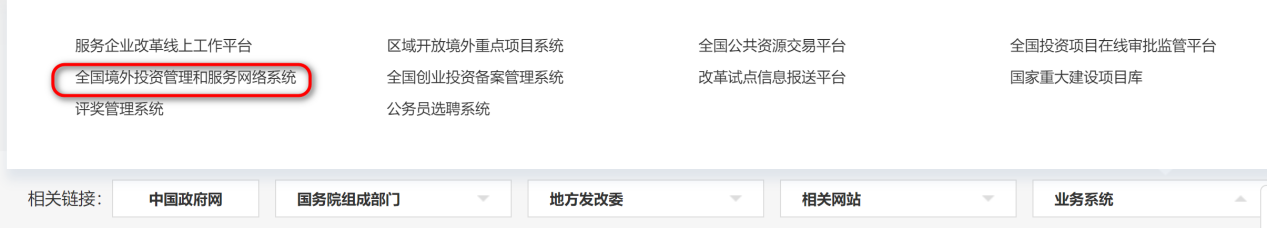 服务企业改革线上工作平台 区域开放境外重点项目系统 全国公共资源交易平台 全国投资项目在线审批监管平台
全国境外投资管理和服务网络系统 全国创业投资备案管理系统 改革试点信息报送平台 国家重大建设项目库
评奖管理系统 公务员选聘系统
相关链接: 中国政府网 国务院组成部门 地方发改委 相关网站 业务系统